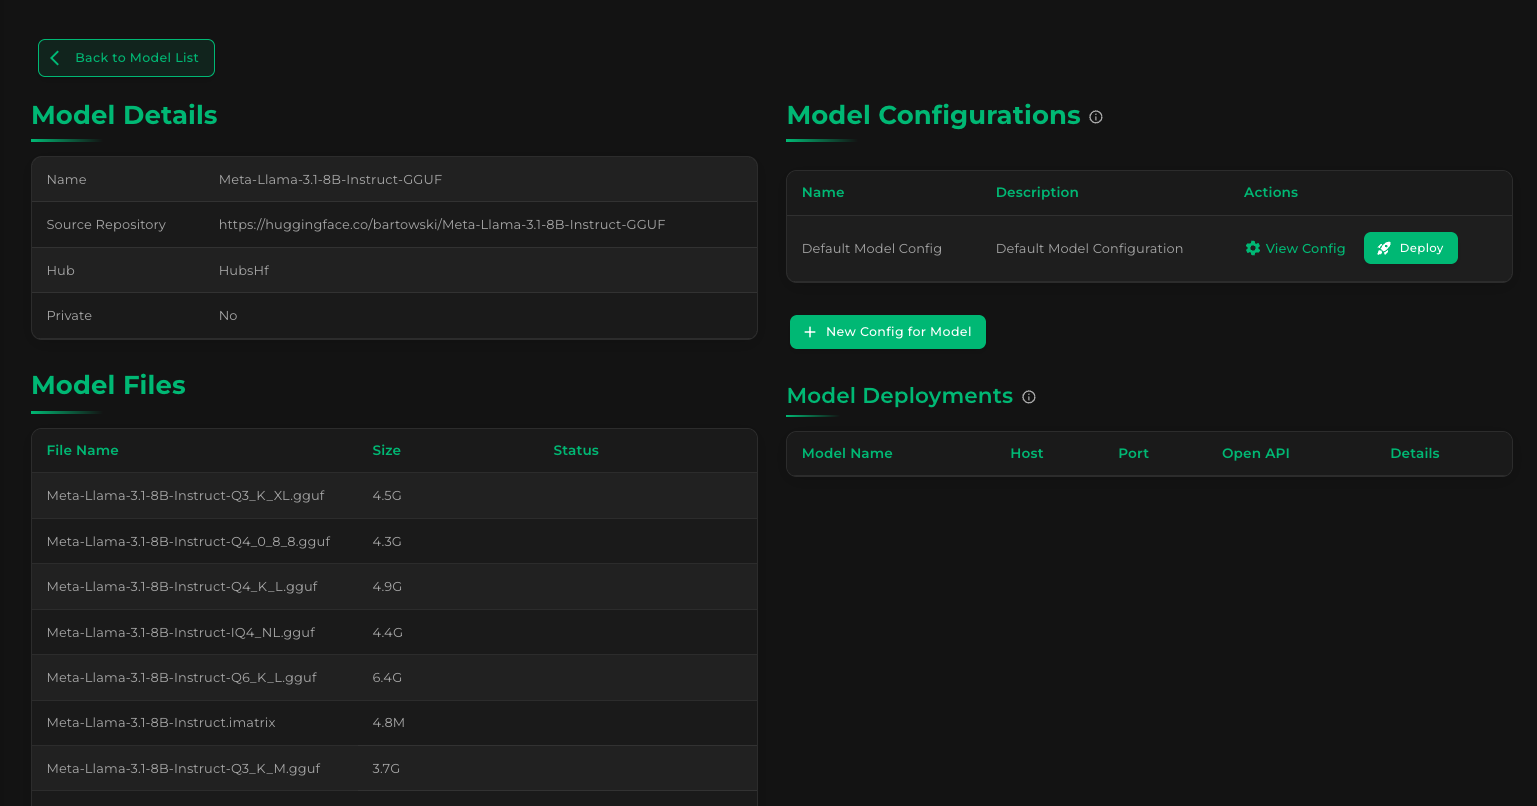 Back to Model List
Model Details
Name Meta-Llama-3.1-8B-Instruct-GGUF
Source Repository https://huggingface.co/bartowski/Meta-Llama-3.1-8B-Instruct-GGUF
Hub HubsHf
Private No
Model Files
File Name Size Status
Meta-Llama-3.1-8B-Instruct-Q3_K_XL.gguf 4.5G
Meta-Llama-3.1-8B-Instruct-Q4_0_8_8.gguf 4.3G
Meta-Llama-3.1-8B-Instruct-Q4_K_L.gguf 4.9G
Meta-Llama-3.1-8B-Instruct-IQ4_NL.gguf 4.4G
Meta-Llama-3.1-8B-Instruct-Q6_K_L.gguf 6.4G
Meta-Llama-3.1-8B-Instruct.imatrix 4.8M
Meta-Llama-3.1-8B-Instruct-Q3_K_M.gguf 3.7G
Model Configurations
Name Description Actions
Default Model Config Default Model Configuration View Config Deploy
+ New Config for Model
Model Deployments
Model Name Host Port Open API Details